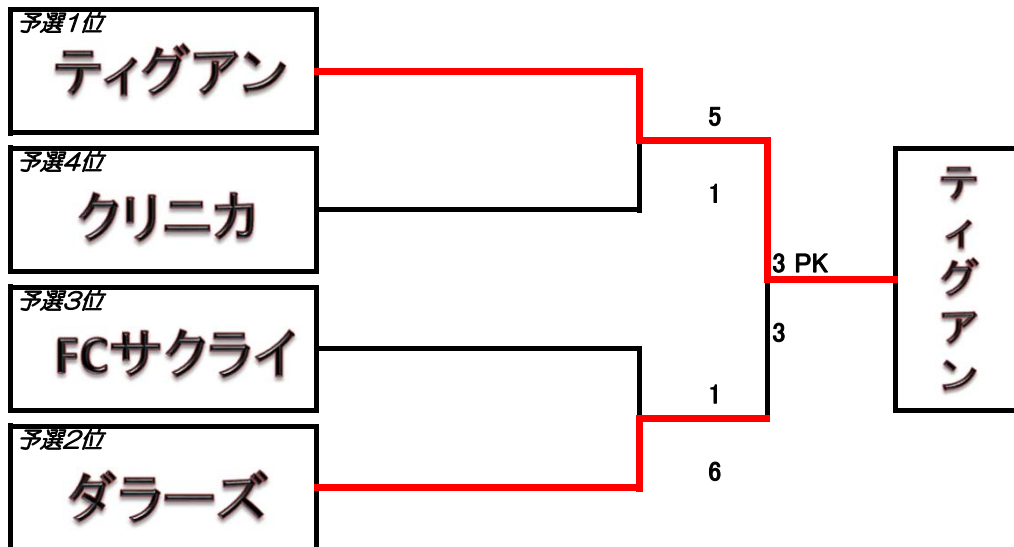 予選1位
ティグアン
5
予選4位
クリニカ
1
3 PK
ティグアン
予選3位
FCサクライ
3
1
予選2位
ダラーズ
6